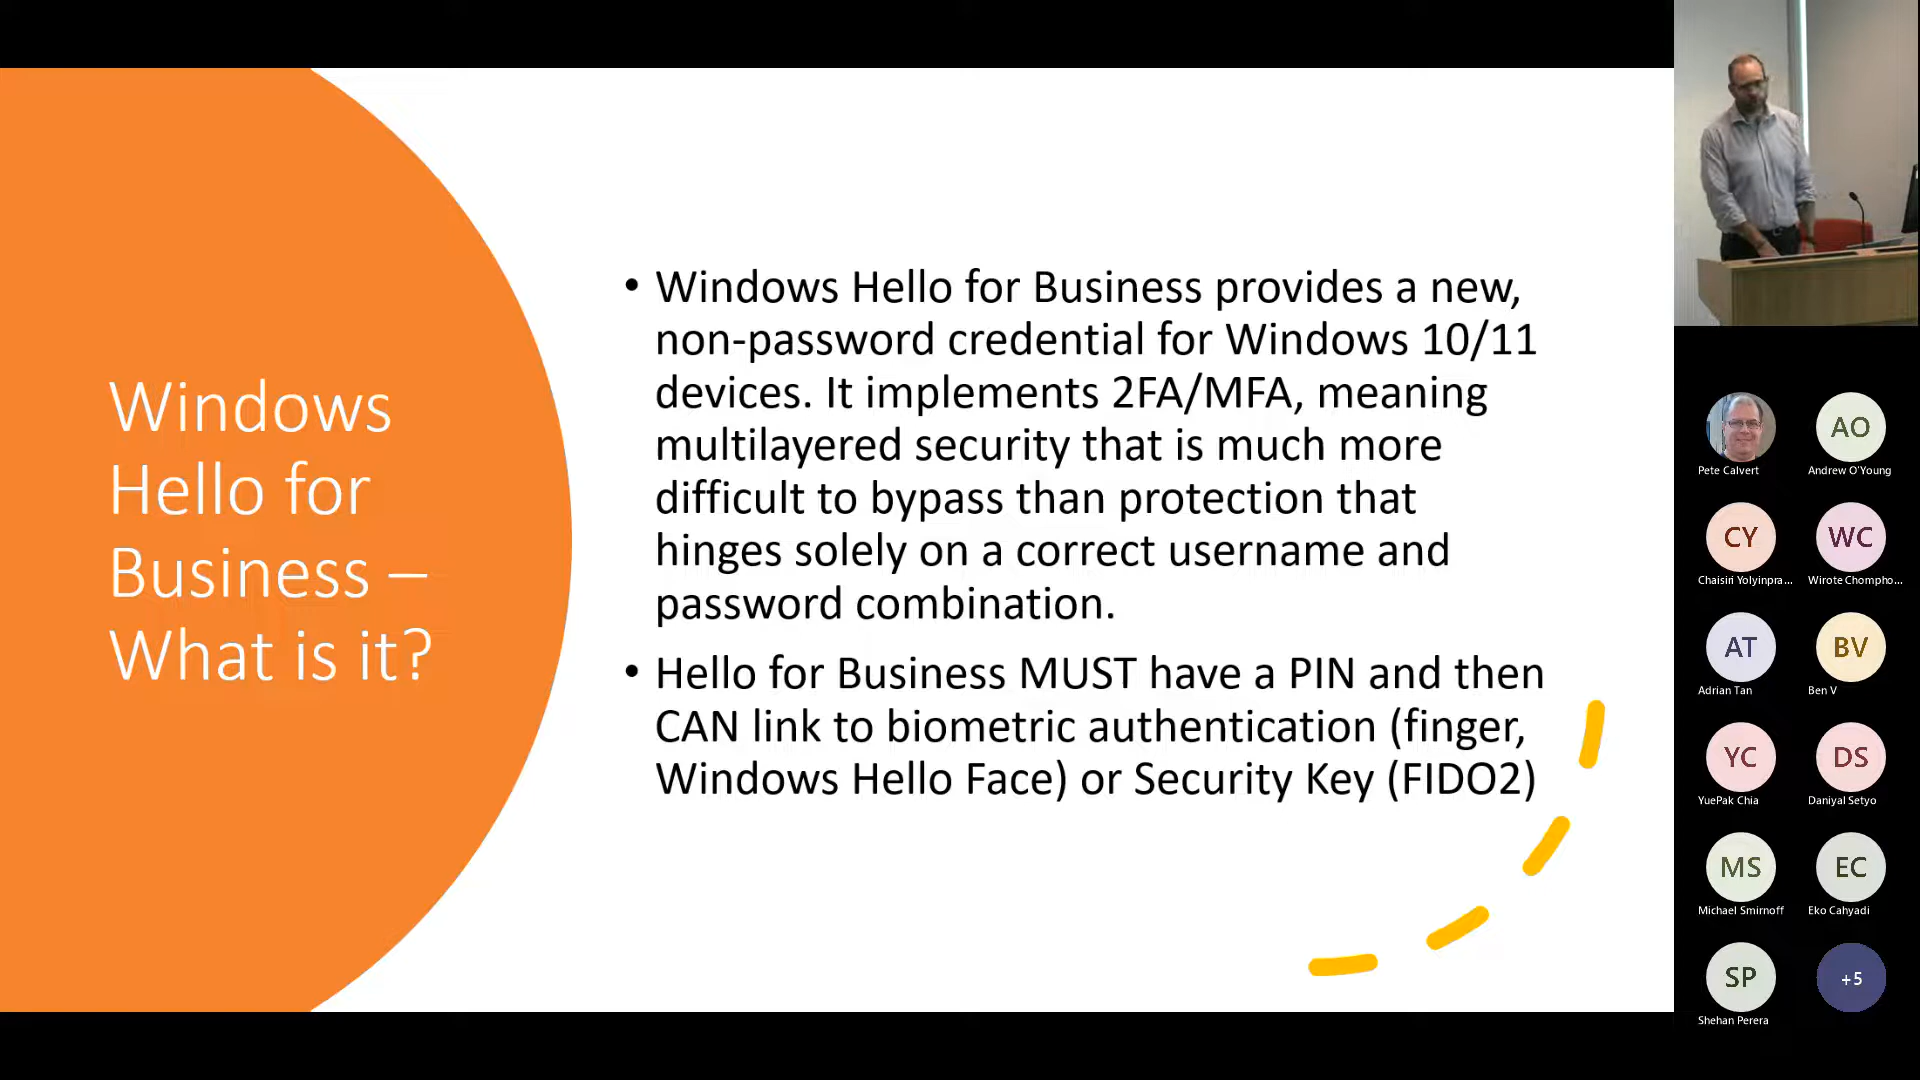 Windows
Hello for
Business –
What is it?
• Windows Hello for Business provides a new,
non-password credential for Windows 10/11
devices. It implements 2FA/MFA, meaning
multilayered security that is much more
difficult to bypass than protection that
hinges solely on a correct username and
password combination.
• Hello for Business MUST have a PIN and then
CAN link to biometric authentication (finger,
Windows Hello Face) or Security Key (FIDO2)
Pete Calvert
AO
Andrew O'Young
CY
Chaisiri Yolyinpra...
WC
Wirote Chompho...
AT
Adrian Tan
BV
Ben V
YC
YuePak Chia
DS
Daniyal Setyo
MS
Michael Smirnoff
EC
Eko Cahyadi
SP
Shehan Perera
+5